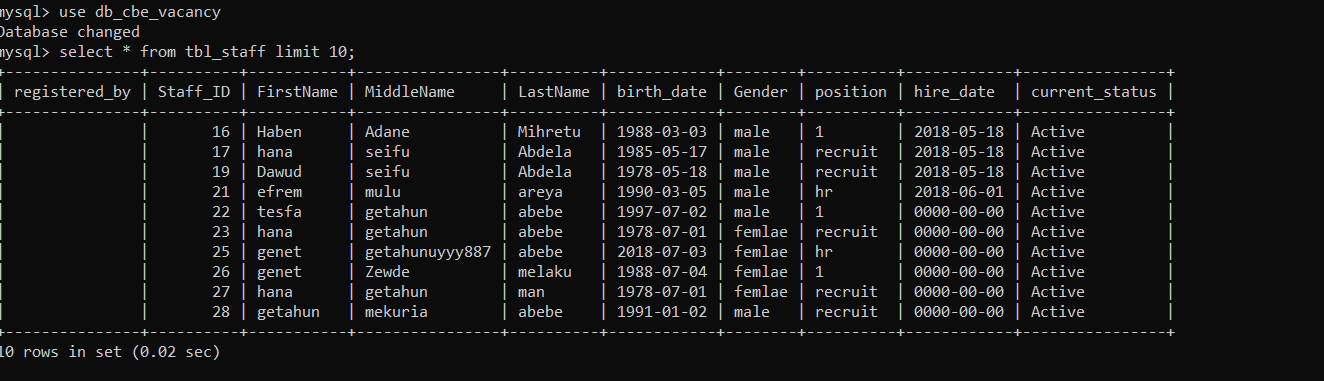 mysql> use db_cbe_vacancy
Database changed
mysql> select * from tbl_staff limit 10;
+---------------+----------+-----------+---------------+----------+------------+--------+----------+------------+----------------+
| registered_by | Staff_ID | FirstName | MiddleName    | LastName | birth_date | Gender | position | hire_date  | current_status |
+---------------+----------+-----------+---------------+----------+------------+--------+----------+------------+----------------+
|               |       16 | Haben     | Adane         | Mihretu  | 1988-03-03 | male   | 1        | 2018-05-18 | Active         |
|               |       17 | hana      | seifu         | Abdela   | 1985-05-17 | male   | recruit  | 2018-05-18 | Active         |
|               |       19 | Dawud     | seifu         | Abdela   | 1978-05-18 | male   | recruit  | 2018-05-18 | Active         |
|               |       21 | efrem     | mulu          | areya    | 1990-03-05 | male   | hr       | 2018-06-01 | Active         |
|               |       22 | tesfa     | getahun       | abebe    | 1997-07-02 | male   | 1        | 0000-00-00 | Active         |
|               |       23 | hana      | getahun       | abebe    | 1978-07-01 | femlae | recruit  | 0000-00-00 | Active         |
|               |       25 | genet     | getahunuyyy887 | abebe    | 2018-07-03 | femlae | hr       | 0000-00-00 | Active         |
|               |       26 | genet     | Zewde         | melaku   | 1988-07-04 | femlae | 1        | 0000-00-00 | Active         |
|               |       27 | hana      | getahun       | man      | 1978-07-01 | femlae | recruit  | 0000-00-00 | Active         |
|               |       28 | getahun   | mekuria       | abebe    | 1991-01-02 | male   | recruit  | 0000-00-00 | Active         |
+---------------+----------+-----------+---------------+----------+------------+--------+----------+------------+----------------+
10 rows in set (0.02 sec)